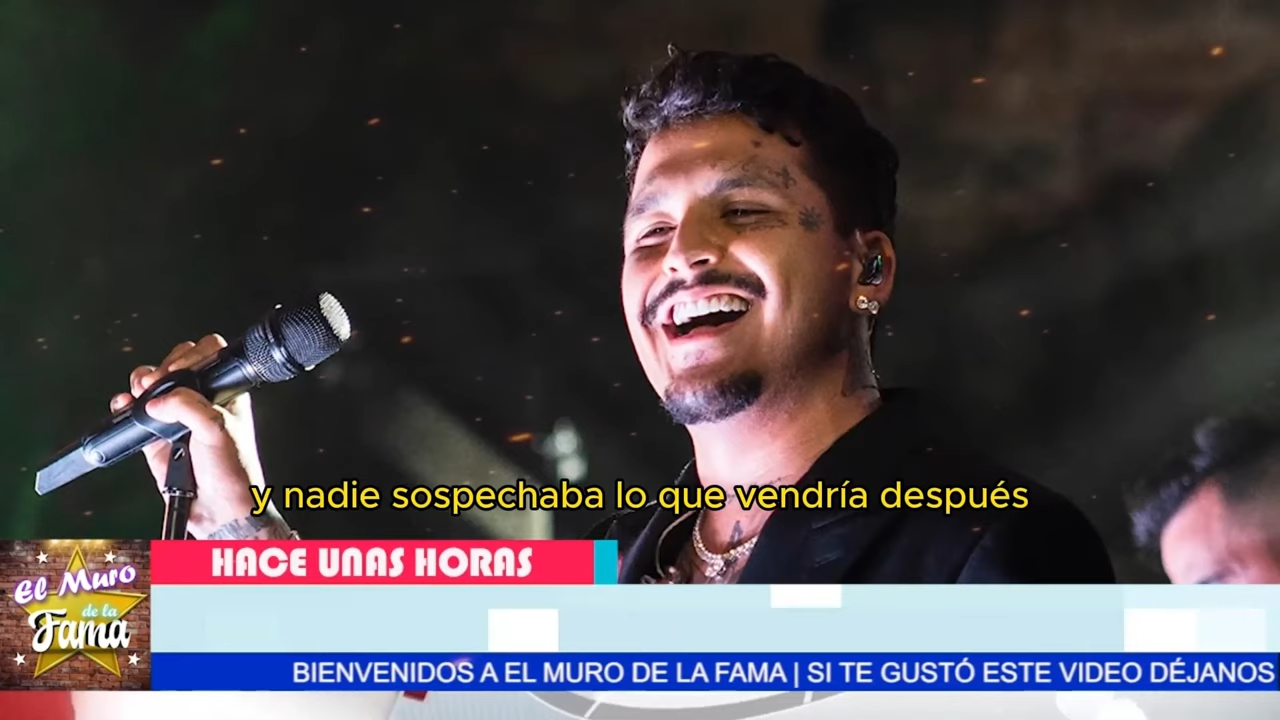 y nadie sospechaba lo que vendría después
HACE UNAS HORAS
El Muro
de la
Fama
BIENVENIDOS A EL MURO DE LA FAMA | SI TE GUSTÓ ESTE VIDEO DÉJANOS